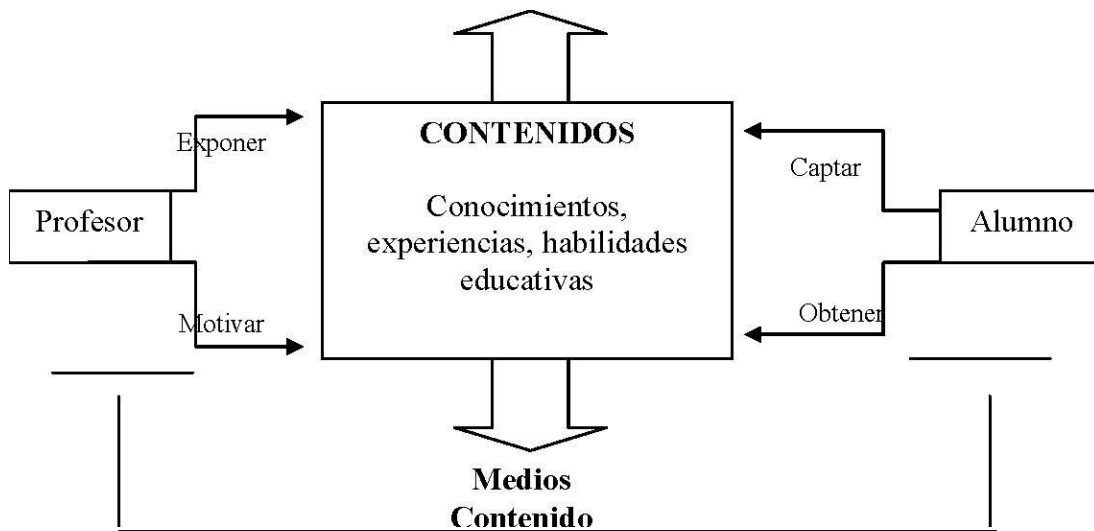 CONTENIDOS
Exponer
Captar
Profesor
Conocimientos,
experiencias, habilidades
educativas
Alumno
Motivar
Obtener
Medios
Contenido